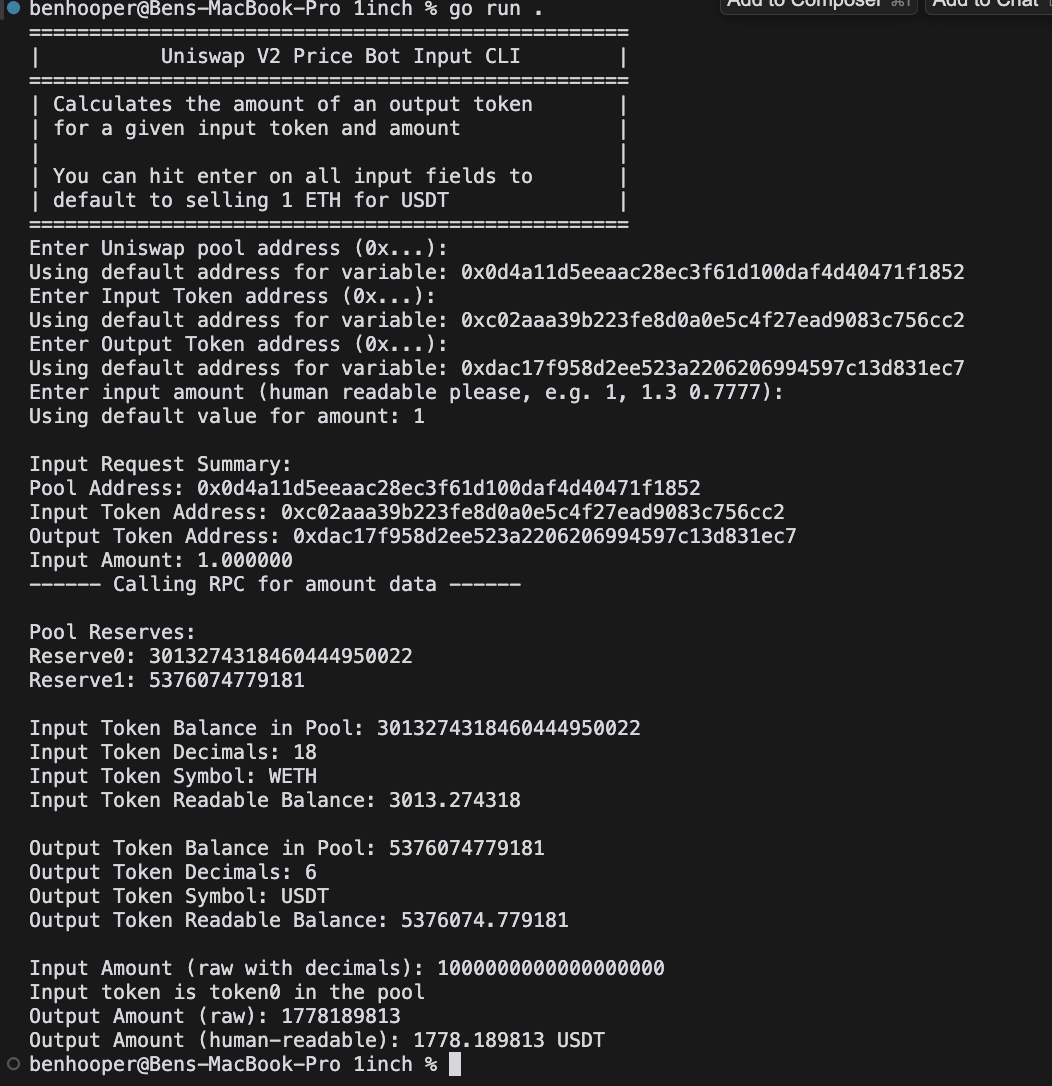 benhooper@Bens-MacBook-Pro 1inch % go run .
Add to Composer ⌘I
Add to Chat
==================================================
|          Uniswap V2 Price Bot Input CLI        |
==================================================
| Calculates the amount of an output token       |
| for a given input token and amount             |
|                                                |
| You can hit enter on all input fields to       |
| default to selling 1 ETH for USDT              |
==================================================
Enter Uniswap pool address (0x...):
Using default address for variable: 0x0d4a11d5eeaac28ec3f61d100daf4d40471f1852
Enter Input Token address (0x...):
Using default address for variable: 0xc02aaa39b223fe8d0a0e5c4f27ead9083c756cc2
Enter Output Token address (0x...):
Using default address for variable: 0xdac17f958d2ee523a2206206994597c13d831ec7
Enter input amount (human readable please, e.g. 1, 1.3 0.7777):
Using default value for amount: 1

Input Request Summary:
Pool Address: 0x0d4a11d5eeaac28ec3f61d100daf4d40471f1852
Input Token Address: 0xc02aaa39b223fe8d0a0e5c4f27ead9083c756cc2
Output Token Address: 0xdac17f958d2ee523a2206206994597c13d831ec7
Input Amount: 1.000000
------ Calling RPC for amount data ------

Pool Reserves:
Reserve0: 3013274318460444950022
Reserve1: 5376074779181

Input Token Balance in Pool: 3013274318460444950022
Input Token Decimals: 18
Input Token Symbol: WETH
Input Token Readable Balance: 3013.274318

Output Token Balance in Pool: 5376074779181
Output Token Decimals: 6
Output Token Symbol: USDT
Output Token Readable Balance: 5376074.779181

Input Amount (raw with decimals): 1000000000000000000
Input token is token0 in the pool
Output Amount (raw): 1778189813
Output Amount (human-readable): 1778.189813 USDT
benhooper@Bens-MacBook-Pro 1inch %